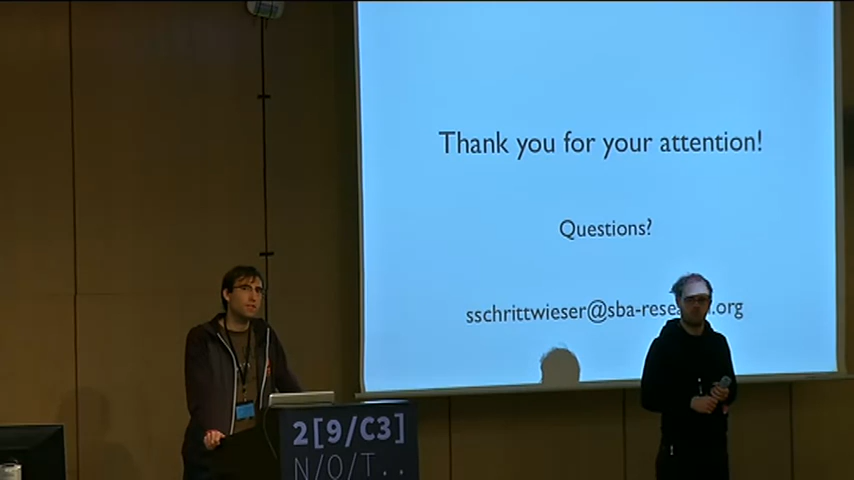 Thank you for your attention!
Questions?
sschrittwieser@sba-resea .org
2[9/C3]
N/O/T..